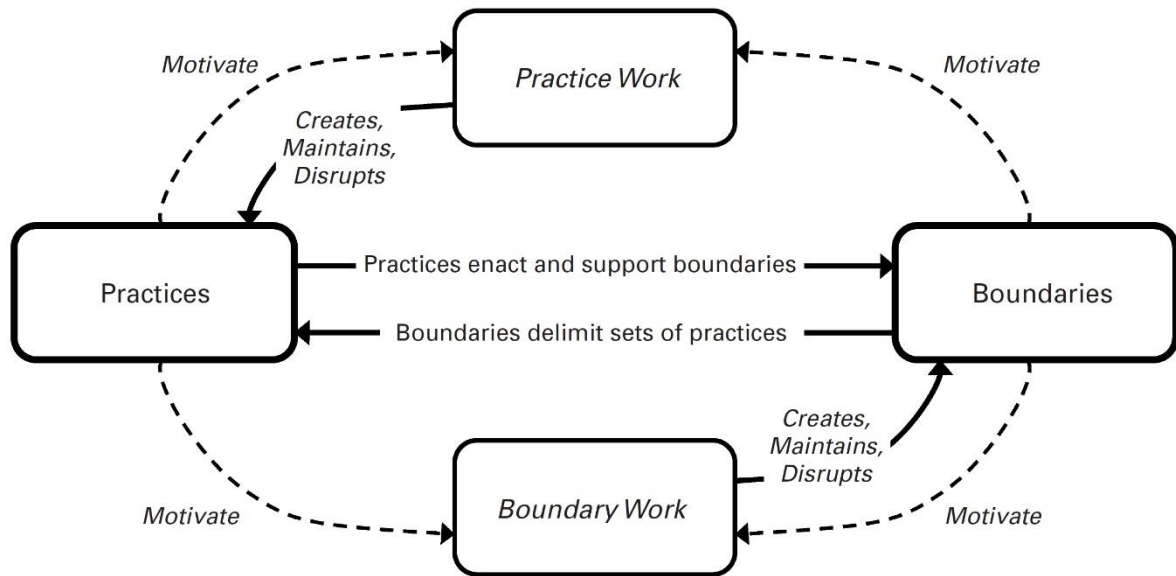 Motivate
Practice Work
Motivate
Creates,
Maintains,
Disrupts
Practices
Practices enact and support boundaries
Boundaries delimit sets of practices
Boundaries
Creates,
Maintains,
Disrupts
Motivate
Boundary Work
Motivate